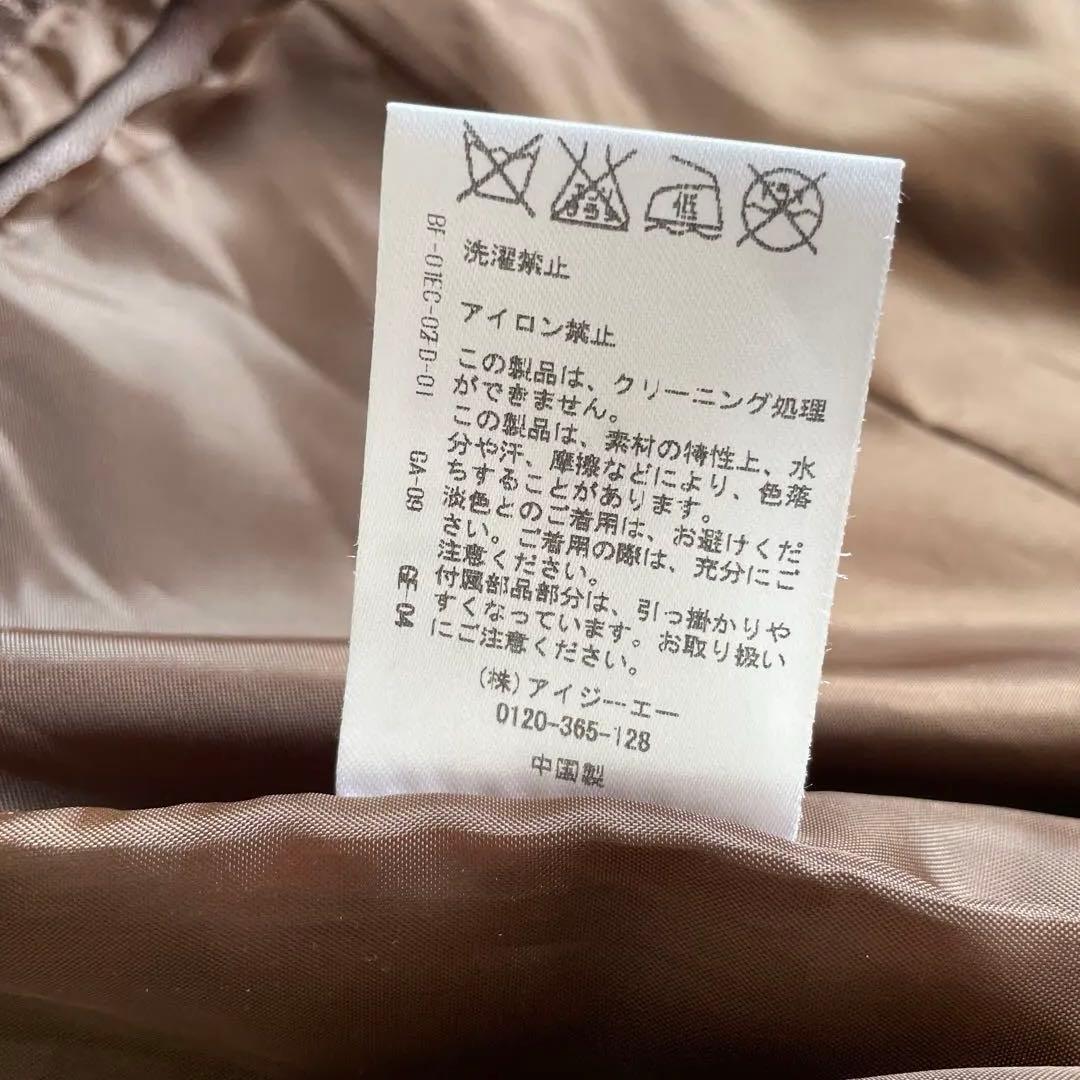 低
洗濯禁止
アイロン禁止
この製品は、クリーニング処理
ができません。
この製品は、素材の特性上、水
分や汗、摩擦などにより、色落
ちすることがあります。
淡色とのご着用は、お避けくだ
さい。ご着用の際は、充分にご
注意ください。
付属部品部分は、引っ掛かりや
すくなっています。お取り扱い
にご注意ください。
(株)アイジーエー
0120-365-128
中国製
GA-09